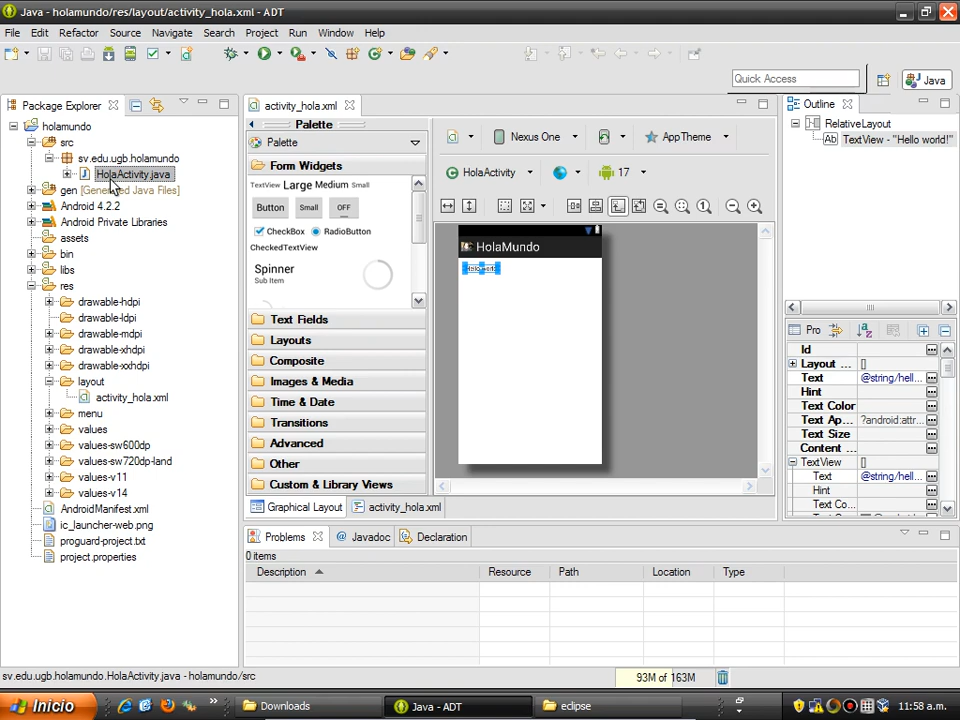 Java - holamundo/res/layout/activity_hola.xml - ADT
File Edit Refactor Source Navigate Search Project Run Window Help
Quick Access
Java
Package Explorer
holamundo
src
sv.edu.ugb.holamundo
HolaActivity.java
gen [Generated Java Files]
Android 4.2.2
Android Private Libraries
assets
bin
libs
res
drawable-hdpi
drawable-ldpi
drawable-mdpi
drawable-xhdpi
drawable-xxhdpi
layout
activity_hola.xml
menu
values
values-sw600dp
values-sw720dp-land
values-v11
values-v14
AndroidManifest.xml
ic_launcher-web.png
proguard-project.txt
project.properties
activity_hola.xml
Palette
Palette
Form Widgets
TextView Large Medium Small
Button Small OFF
CheckBox RadioButton
CheckedTextView
Spinner
Sub Item
Text Fields
Layouts
Composite
Images & Media
Time & Date
Transitions
Advanced
Other
Custom & Library Views
Graphical Layout activity_hola.xml
Nexus One AppTheme
HolaActivity 17
HolaMundo
Outline
RelativeLayout
Ab TextView - "Hello world!"
Pro
Id
Layout ... []
Text @string/hell...
Hint
Text Color
Text Ap... ?android:attr...
Text Size
Content ...
TextView []
Text @string/hell...
Hint
Text Co...
Problems Javadoc Declaration
0 items
Description Resource Path Location Type
sv.edu.ugb.holamundo.HolaActivity.java - holamundo/src
93M of 163M
Inicio Downloads Java - ADT eclipse 11:58 a.m.